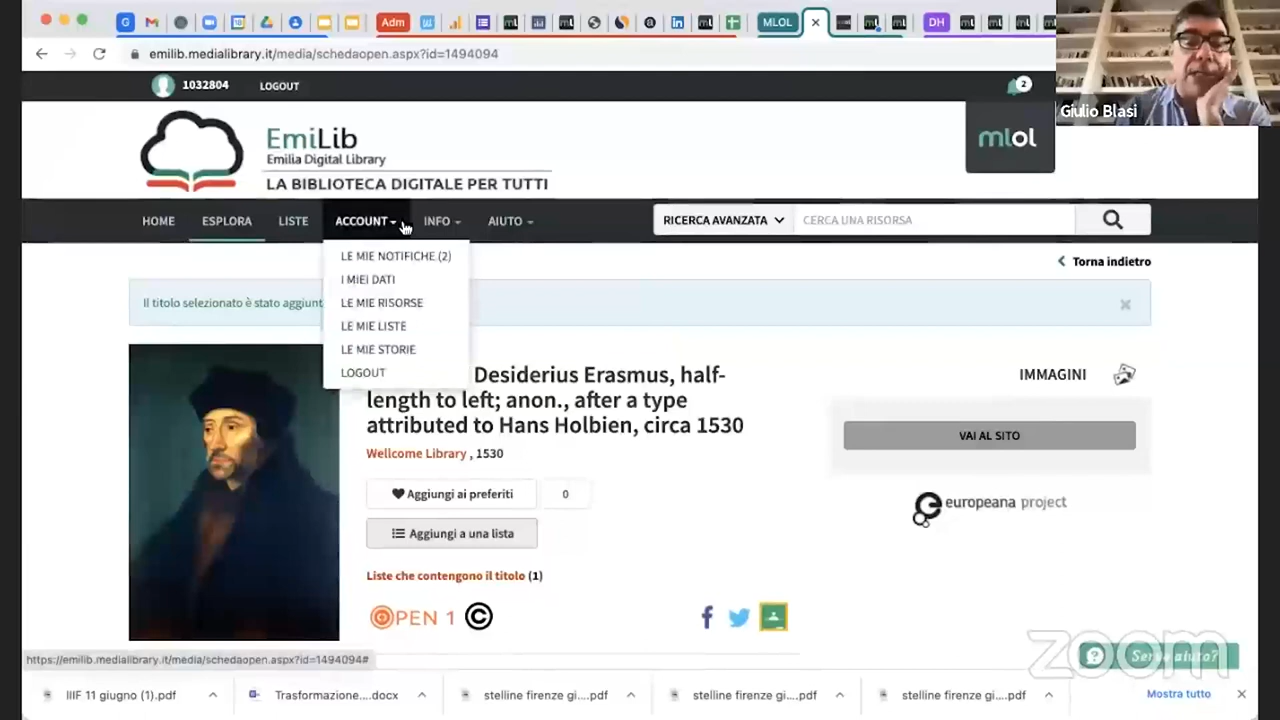 Adm
MLOL
DH
emilib.medialibrary.it/media/schedaopen.aspx?id=1494094
Giulio Blasi
1032804
LOGOUT
2
EmiLib
Emilia Digital Library
LA BIBLIOTECA DIGITALE PER TUTTI
mlol
HOME
ESPLORA
LISTE
ACCOUNT
INFO
AIUTO
RICERCA AVANZATA
CERCA UNA RISORSA
LE MIE NOTIFICHE (2)
I MIEI DATI
LE MIE RISORSE
LE MIE LISTE
LE MIE STORIE
LOGOUT
Torna indietro
Il titolo selezionato è stato aggiunt
Desiderius Erasmus, half-
length to left; anon., after a type
attributed to Hans Holbien, circa 1530
Wellcome Library , 1530
Aggiungi ai preferiti
0
Aggiungi a una lista
Liste che contengono il titolo (1)
OPEN 1
IMMAGINI
VAI AL SITO
europeana project
https://emilib.medialibrary.it/media/schedaopen.aspx?id=1494094#
zoom
Serve aiuto?
IIIF 11 giugno (1).pdf
Trasformazione....docx
stelline firenze gi....pdf
stelline firenze gi....pdf
stelline firenze gi....pdf
Mostra tutto